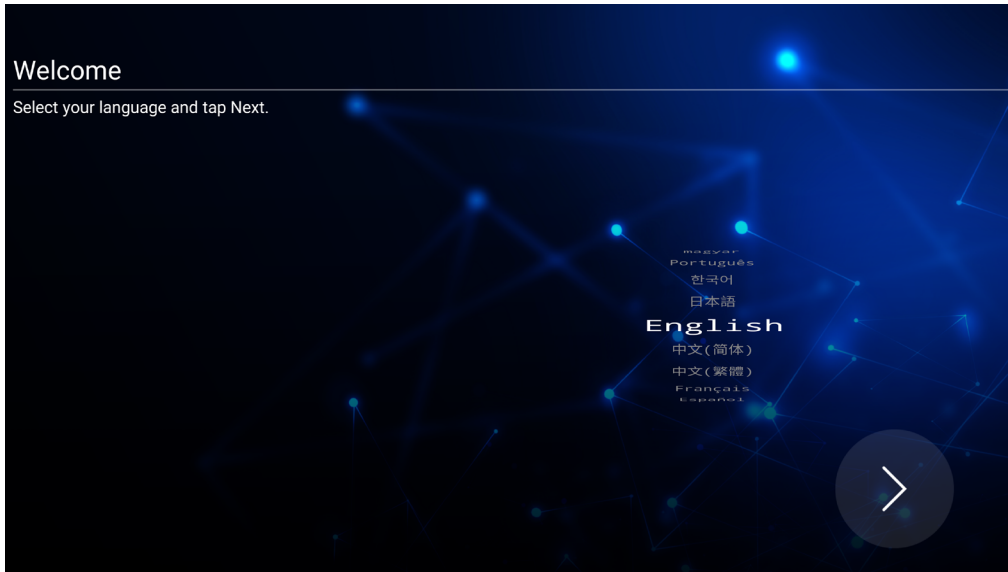 Welcome
Select your language and tap Next.
magyar
Português
한국어
日本語
English
中文(简体)
中文(繁體)
Français
Español